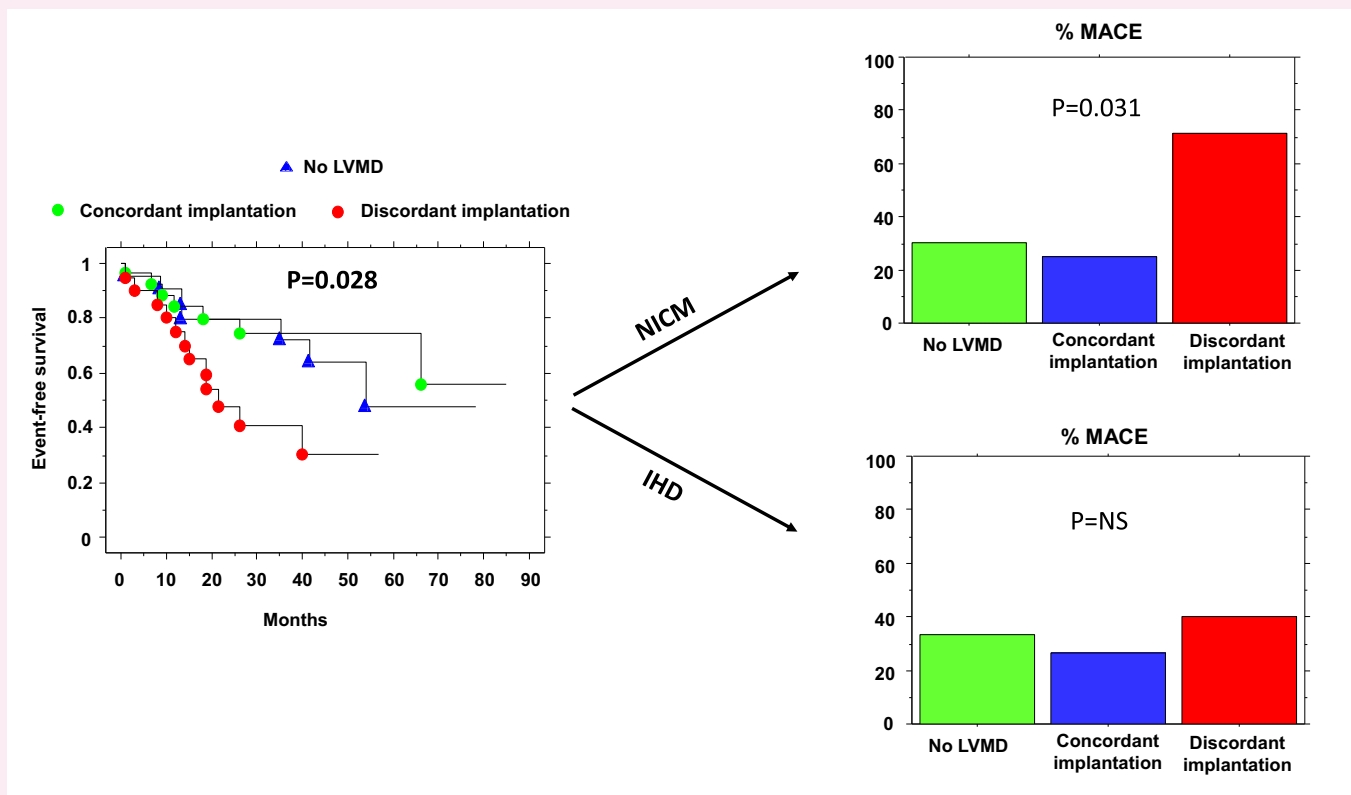 No LVMD
Concordant implantation
Discordant implantation
P=0.028
Event-free survival
1
0.8
0.6
0.4
0.2
0
0 10 20 30 40 50 60 70 80 90
Months
NICM
IHD
% MACE
P=0.031
100
80
60
40
20
0
No LVMD
Concordant
implantation
Discordant
implantation
% MACE
P=NS
100
80
60
40
20
0
No LVMD
Concordant
implantation
Discordant
implantation